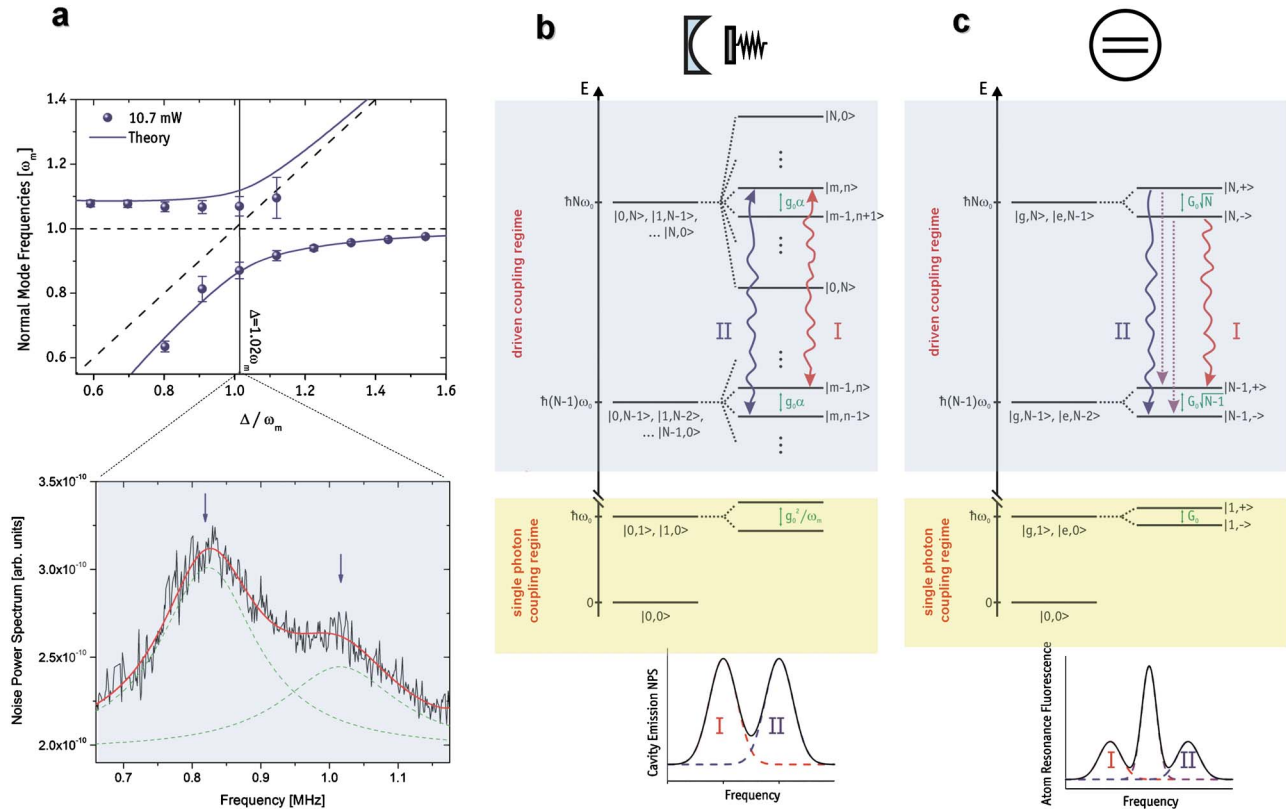 a
1.4
1.2
1.0
0.8
0.6
Normal Mode Frequencies [ω_m]
10.7 mW
Theory
Δ=1.02ω_m
0.6 0.8 1.0 1.2 1.4 1.6
Δ/ω_m
3.5x10⁻¹⁰
3.0x10⁻¹⁰
2.5x10⁻¹⁰
2.0x10⁻¹⁰
Noise Power Spectrum [arb. units]
0.7 0.8 0.9 1.0 1.1
Frequency [MHz]
b
E
driven coupling regime
|N,0>
ħNω₀
|0,N>, |1,N-1>,
... |N,0>
|m,n>
g₀α
|m-1,n+1>
|0,N>
II
I
ħ(N-1)ω₀
|0,N-1>, |1,N-2>,
... |N-1,0>
|m-1,n>
g₀α
|m,n-1>
single photon
coupling regime
ħω₀
|0,1>, |1,0>
g₀²/ω_m
0
|0,0>
Cavity Emission NPS
I
II
Frequency
c
E
driven coupling regime
ħNω₀
|g,N>, |e,N-1>
|N,+>
G₀√N
|N,->
II
I
ħ(N-1)ω₀
|g,N-1>, |e,N-2>
|N-1,+>
G₀√N-1
|N-1,->
single photon
coupling regime
ħω₀
|g,1>, |e,0>
|1,+>
G₀
|1,->
0
|0,0>
Atom Resonance Fluorescence
I
II
Frequency